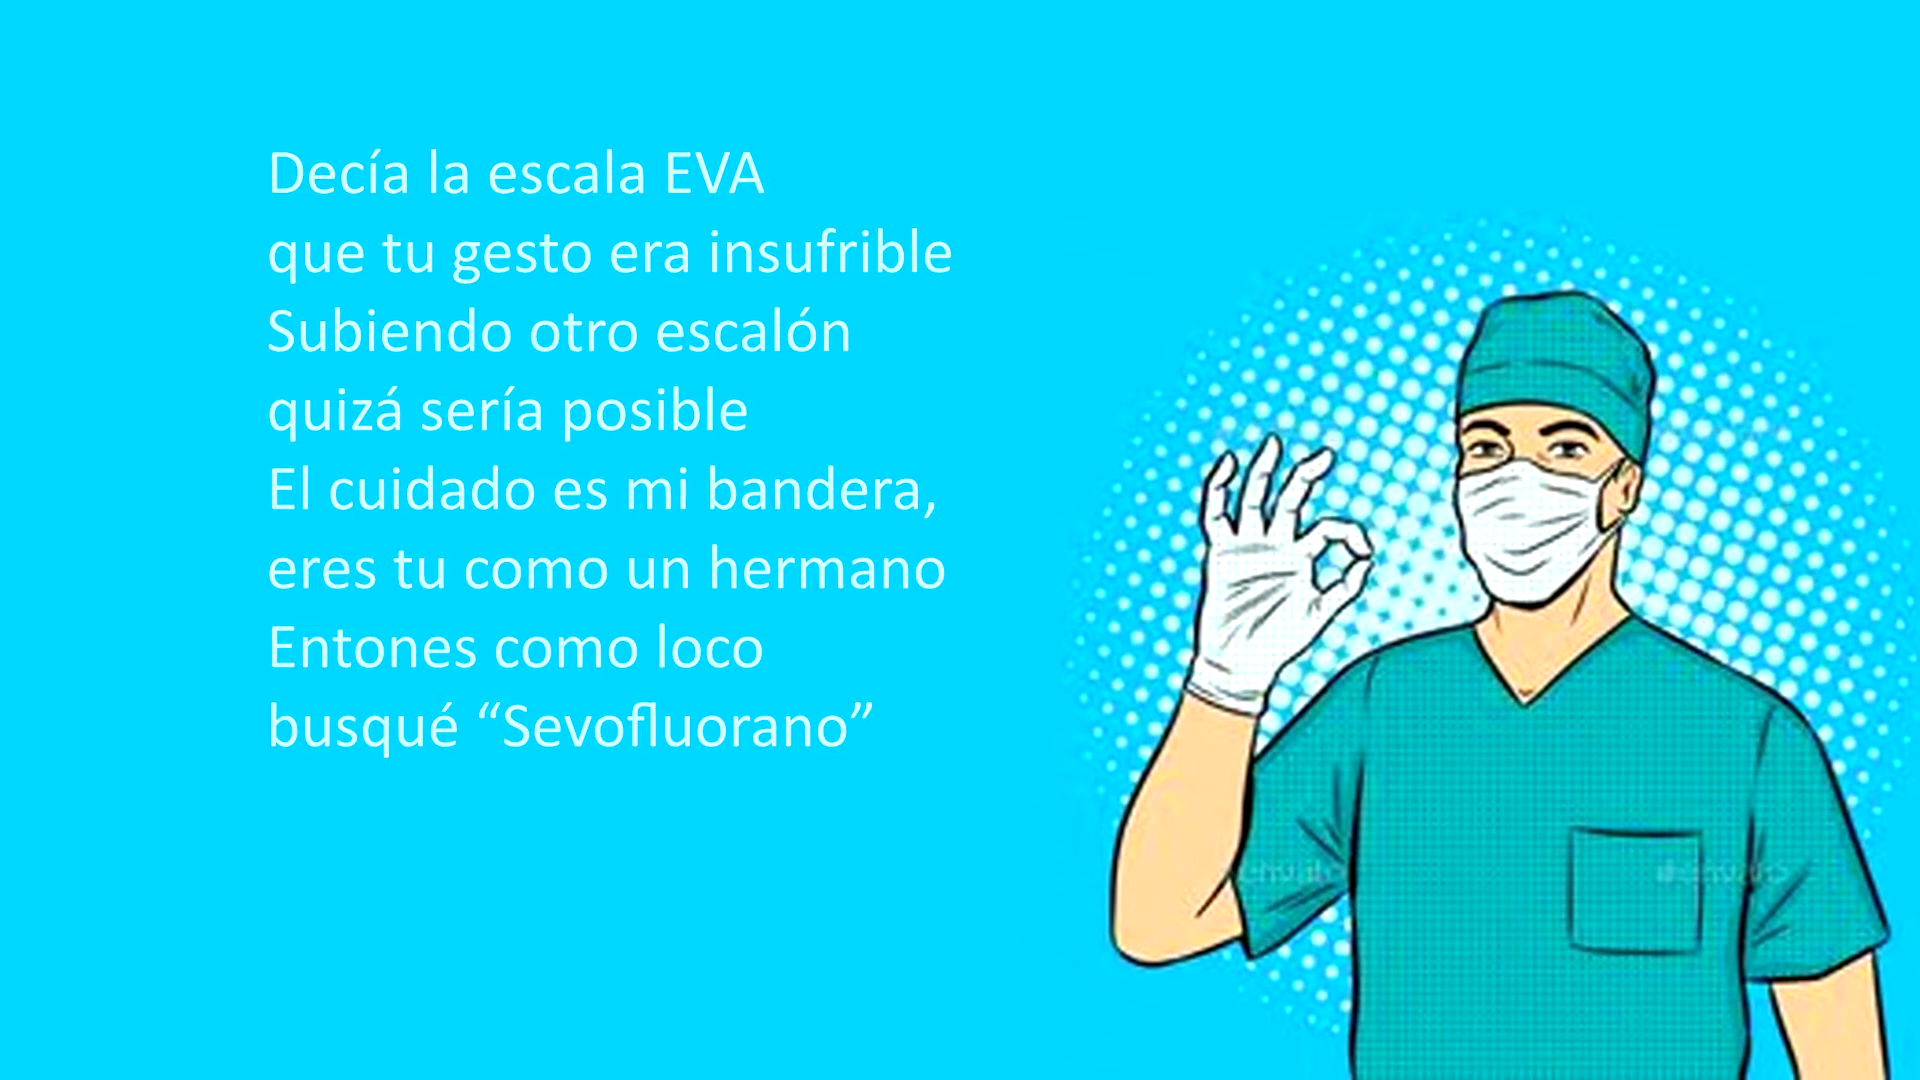 Decía la escala EVA
que tu gesto era insufrible
Subiendo otro escalón
quizá sería posible
El cuidado es mi bandera,
eres tu como un hermano
Entones como loco
busqué “Sevofluorano”